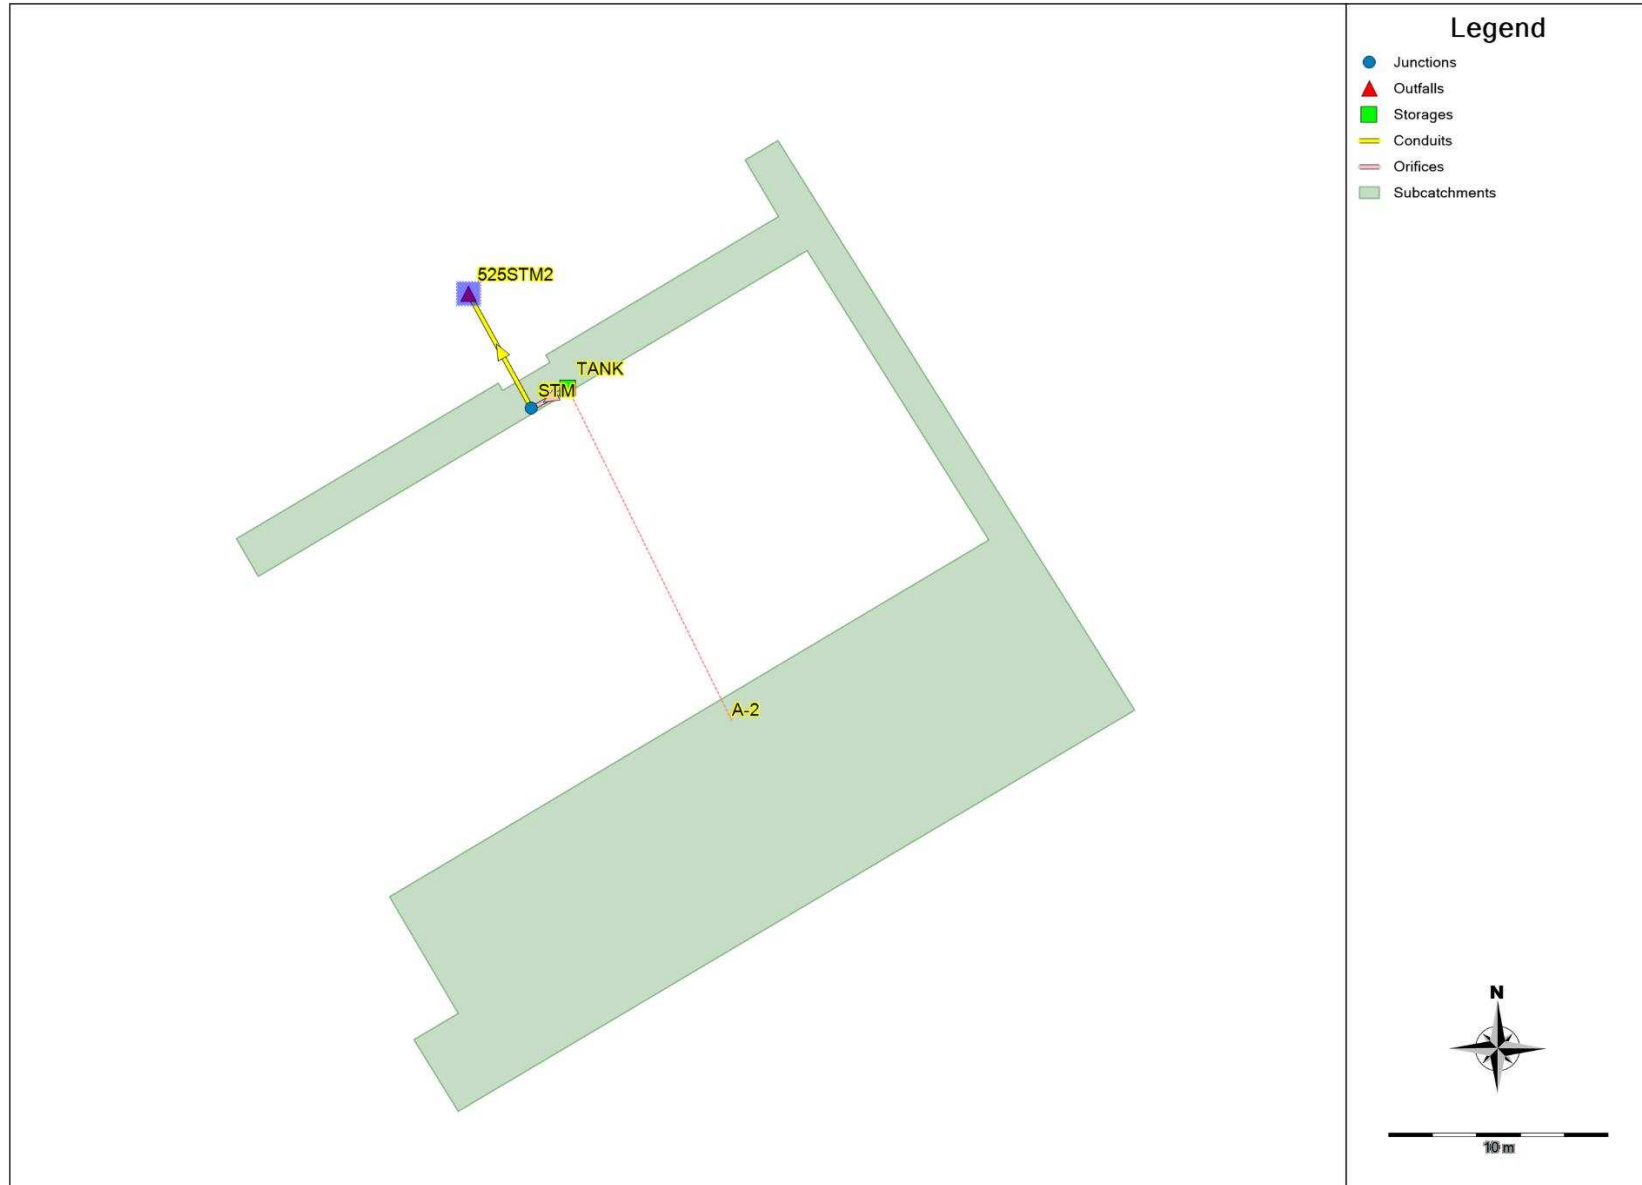 Legend
Junctions
Outfalls
Storages
Conduits
Orifices
Subcatchments
525STM2
TANK
STM
A-2
N
10 m